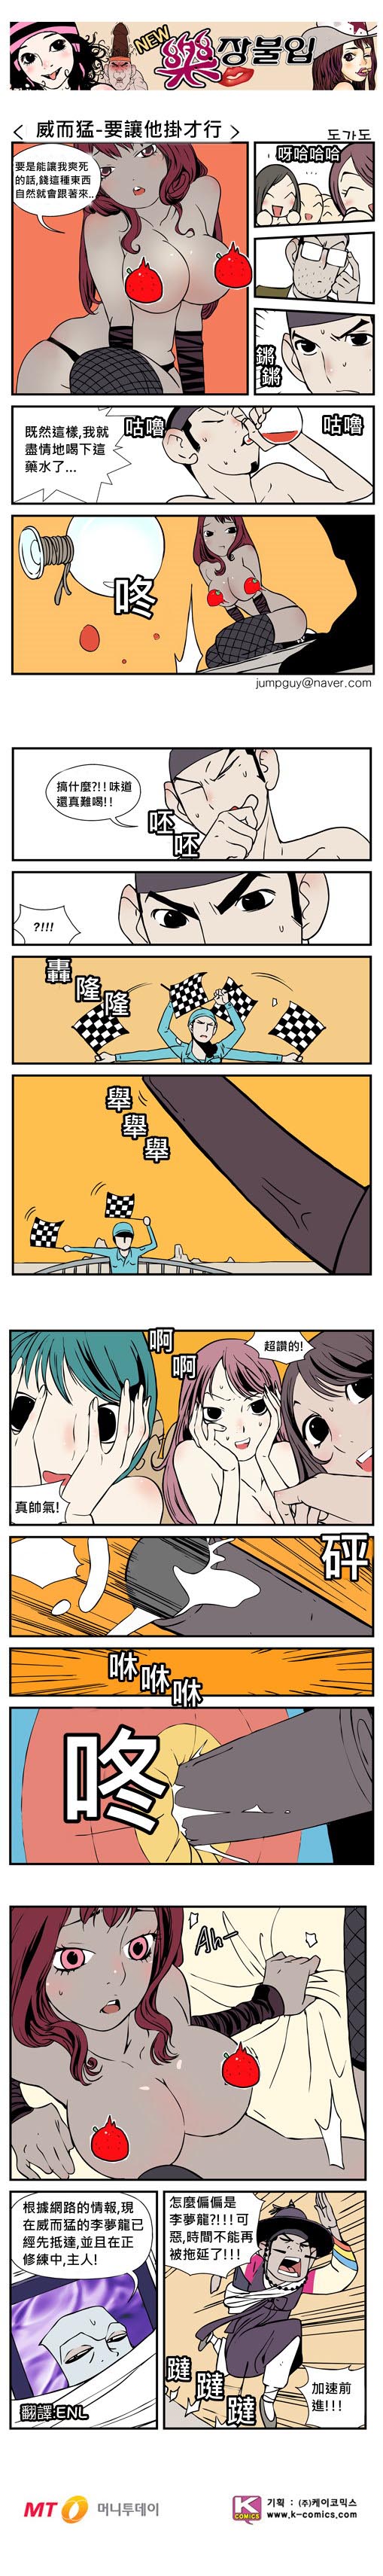 NEW 樂장불입
< 威而猛-要讓他掛才行 >
도가도
要是能讓我爽死
的話,錢這種東西
自然就會跟著來..
呀哈哈哈
鏘
鏘
既然這樣,我就
盡情地喝下這
藥水了...
咕嚕
咕嚕
咚
jumpguy@naver.com
搞什麼?!!味道
還真難喝!!
呸
呸
?!!!
轟
隆
隆
舉
舉
舉
啊
啊
超讚的!
真帥氣!
砰
咻
咻
咻
咚
Ah—
根據網路的情報,現
在威而猛的李夢龍已
經先抵達,並且在正
修練中,主人!
翻譯:ENL
怎麼偏偏是
李夢龍?!!!可
惡,時間不能再
被拖延了!!!
躂
躂
躂
加速前
進!!!
MT 머니투데이
K COMICS
기획 : (주)케이코믹스
www.k-comics.com